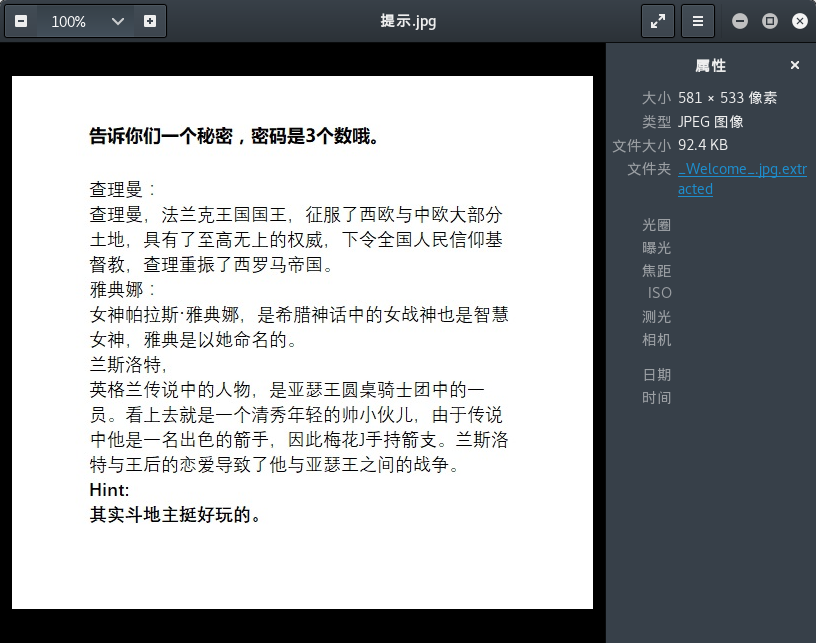 100%
提示.jpg
告诉你们一个秘密，密码是3个数哦。
查理曼：
查理曼，法兰克王国国王，征服了西欧与中欧大部分
土地，具有了至高无上的权威，下令全国人民信仰基
督教，查理重振了西罗马帝国。
雅典娜：
女神帕拉斯·雅典娜，是希腊神话中的女战神也是智慧
女神，雅典是以她命名的。
兰斯洛特，
英格兰传说中的人物，是亚瑟王圆桌骑士团中的一
员。看上去就是一个清秀年轻的帅小伙儿，由于传说
中他是一名出色的箭手，因此梅花J手持箭支。兰斯洛
特与王后的恋爱导致了他与亚瑟王之间的战争。
Hint:
其实斗地主挺好玩的。
属性
大小 581 × 533 像素
类型 JPEG 图像
文件大小 92.4 KB
文件夹 _Welcome_.jpg.extr
acted
光圈
曝光
焦距
ISO
测光
相机
日期
时间